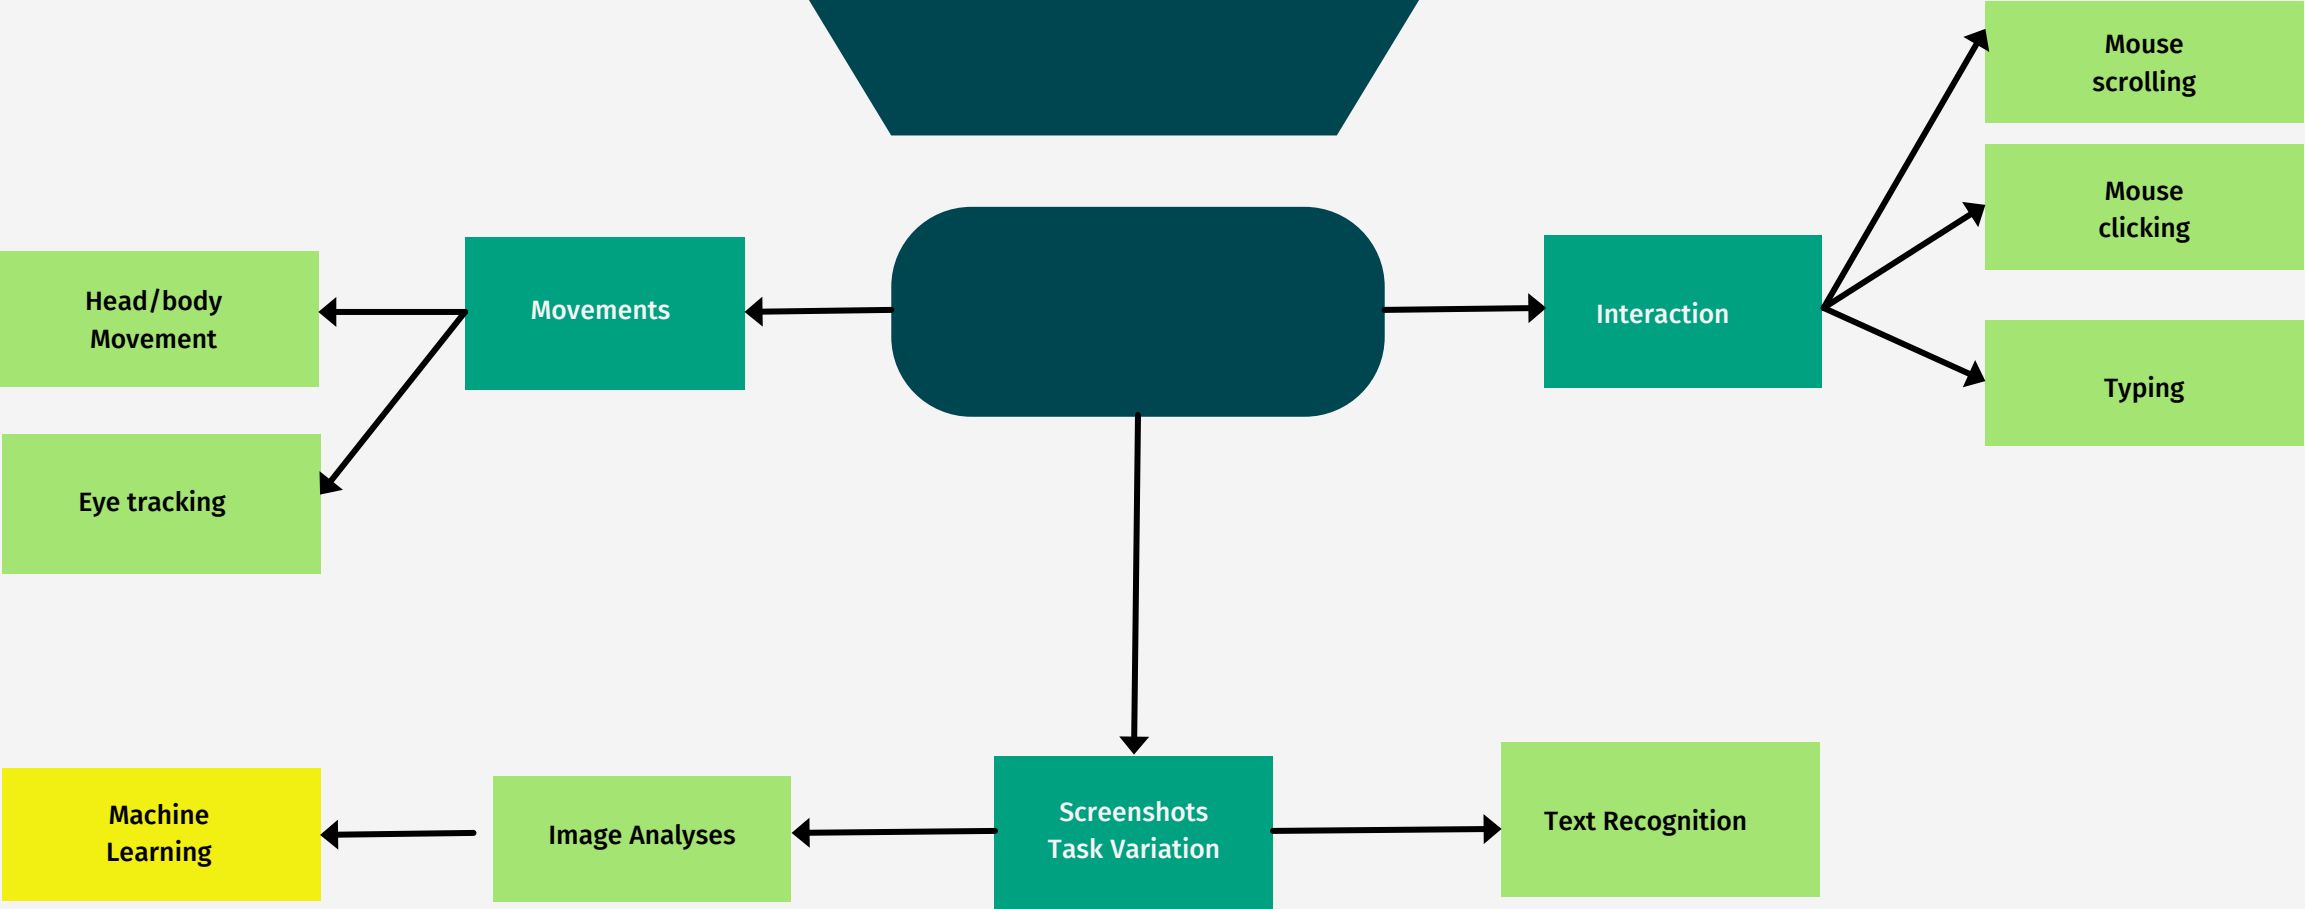 Mouse
scrolling
Mouse
clicking
Head/body
Movement
Movements
Interaction
Typing
Eye tracking
Machine
Learning
Image Analyses
Screenshots
Task Variation
Text Recognition